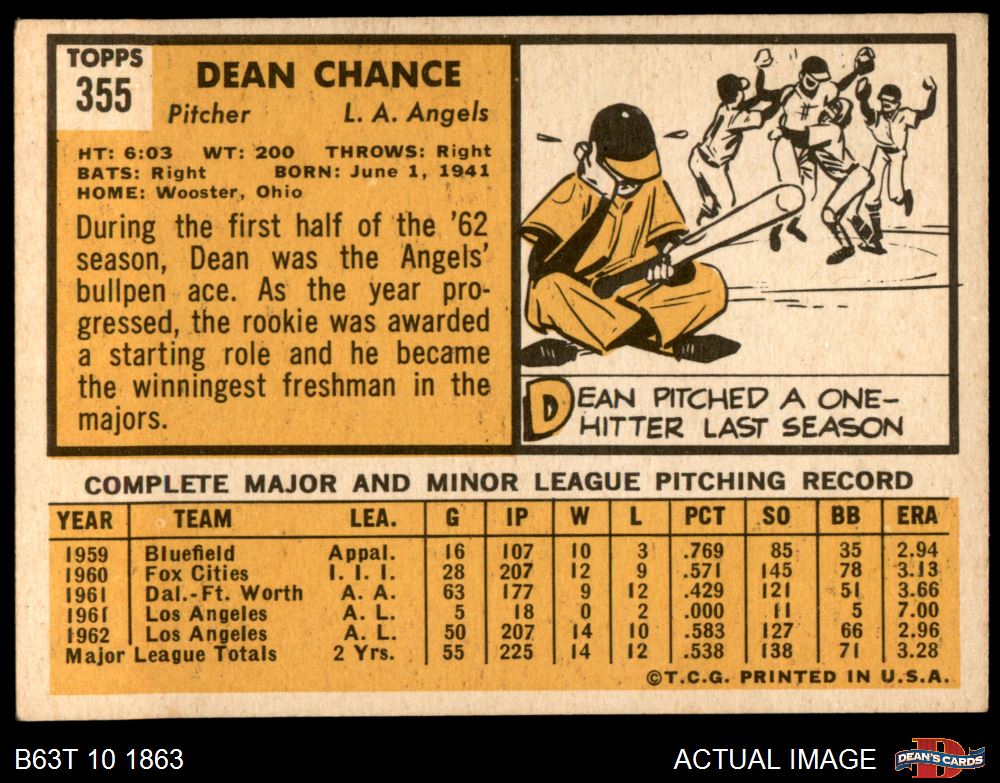 TOPPS
355
DEAN CHANCE
Pitcher L. A. Angels
HT: 6:03 WT: 200 THROWS: Right
BATS: Right BORN: June 1, 1941
HOME: Wooster, Ohio
During the first half of the '62
season, Dean was the Angels'
bullpen ace. As the year pro-
gressed, the rookie was awarded
a starting role and he became
the winningest freshman in the
majors.
DEAN PITCHED A ONE-
HITTER LAST SEASON
COMPLETE MAJOR AND MINOR LEAGUE PITCHING RECORD
YEAR TEAM LEA. G IP W L PCT SO BB ERA
1959 Bluefield Appal. 16 107 10 3 .769 85 35 2.94
1960 Fox Cities I. I. I. 28 207 12 9 .571 145 78 3.13
1961 Dal.-Ft. Worth A. A. 63 177 9 12 .429 121 51 3.66
1961 Los Angeles A. L. 5 18 0 2 .000 11 5 7.00
1962 Los Angeles A. L. 50 207 14 10 .583 127 66 2.96
Major League Totals 2 Yrs. 55 225 14 12 .538 138 71 3.28
©T.C.G. PRINTED IN U.S.A.
B63T 10 1863
ACTUAL IMAGE
D
DEAN'S CARDS